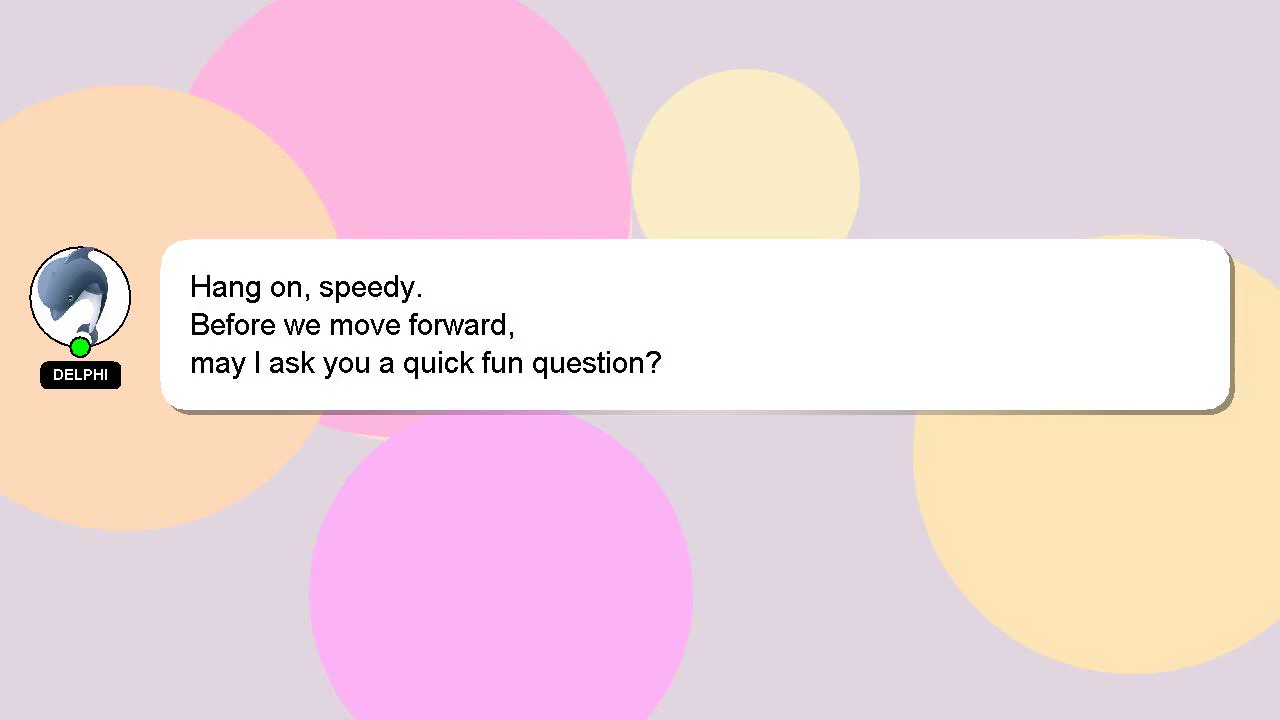 Hang on, speedy.
Before we move forward,
may I ask you a quick fun question?
DELPHI